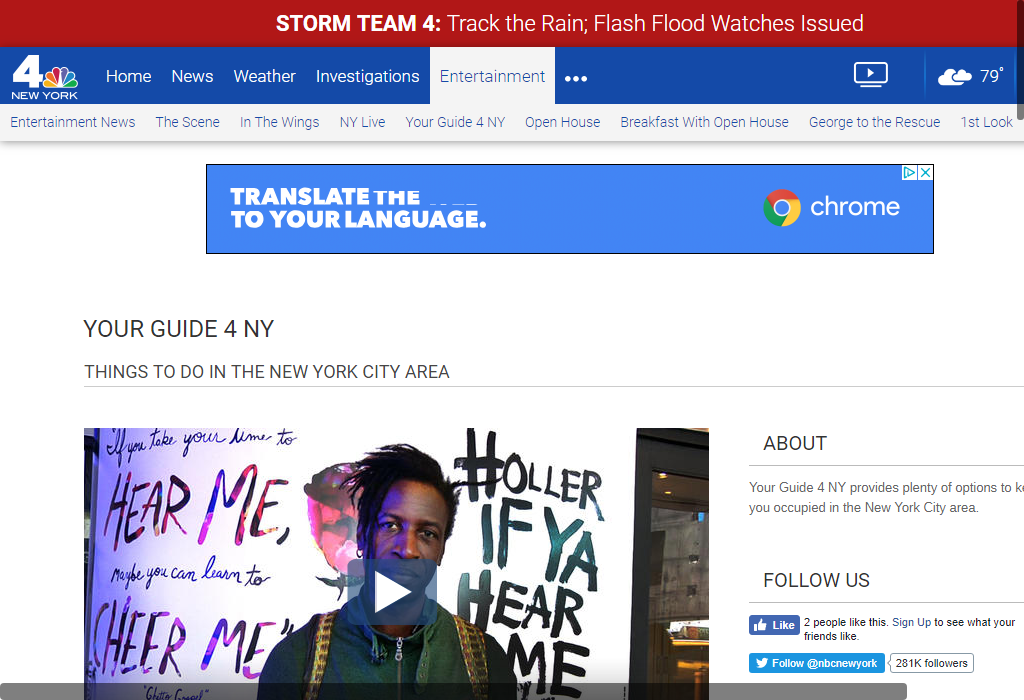 STORM TEAM 4: Track the Rain; Flash Flood Watches Issued
4
NEW YORK
Home News Weather Investigations Entertainment •••
79°
Entertainment News The Scene In The Wings NY Live Your Guide 4 NY Open House Breakfast With Open House George to the Rescue 1st Look
TRANSLATE THE
TO YOUR LANGUAGE.
chrome
YOUR GUIDE 4 NY
THINGS TO DO IN THE NEW YORK CITY AREA
"If you take your time to
HEAR ME,
Maybe you can learn to
CHEER ME"
"Ghetto Gospel"
HOLLER
IF YA
HEAR
ME
ABOUT
Your Guide 4 NY provides plenty of options to
you occupied in the New York City area.
FOLLOW US
Like 2 people like this. Sign Up to see what your
friends like.
Follow @nbcnewyork 281K followers